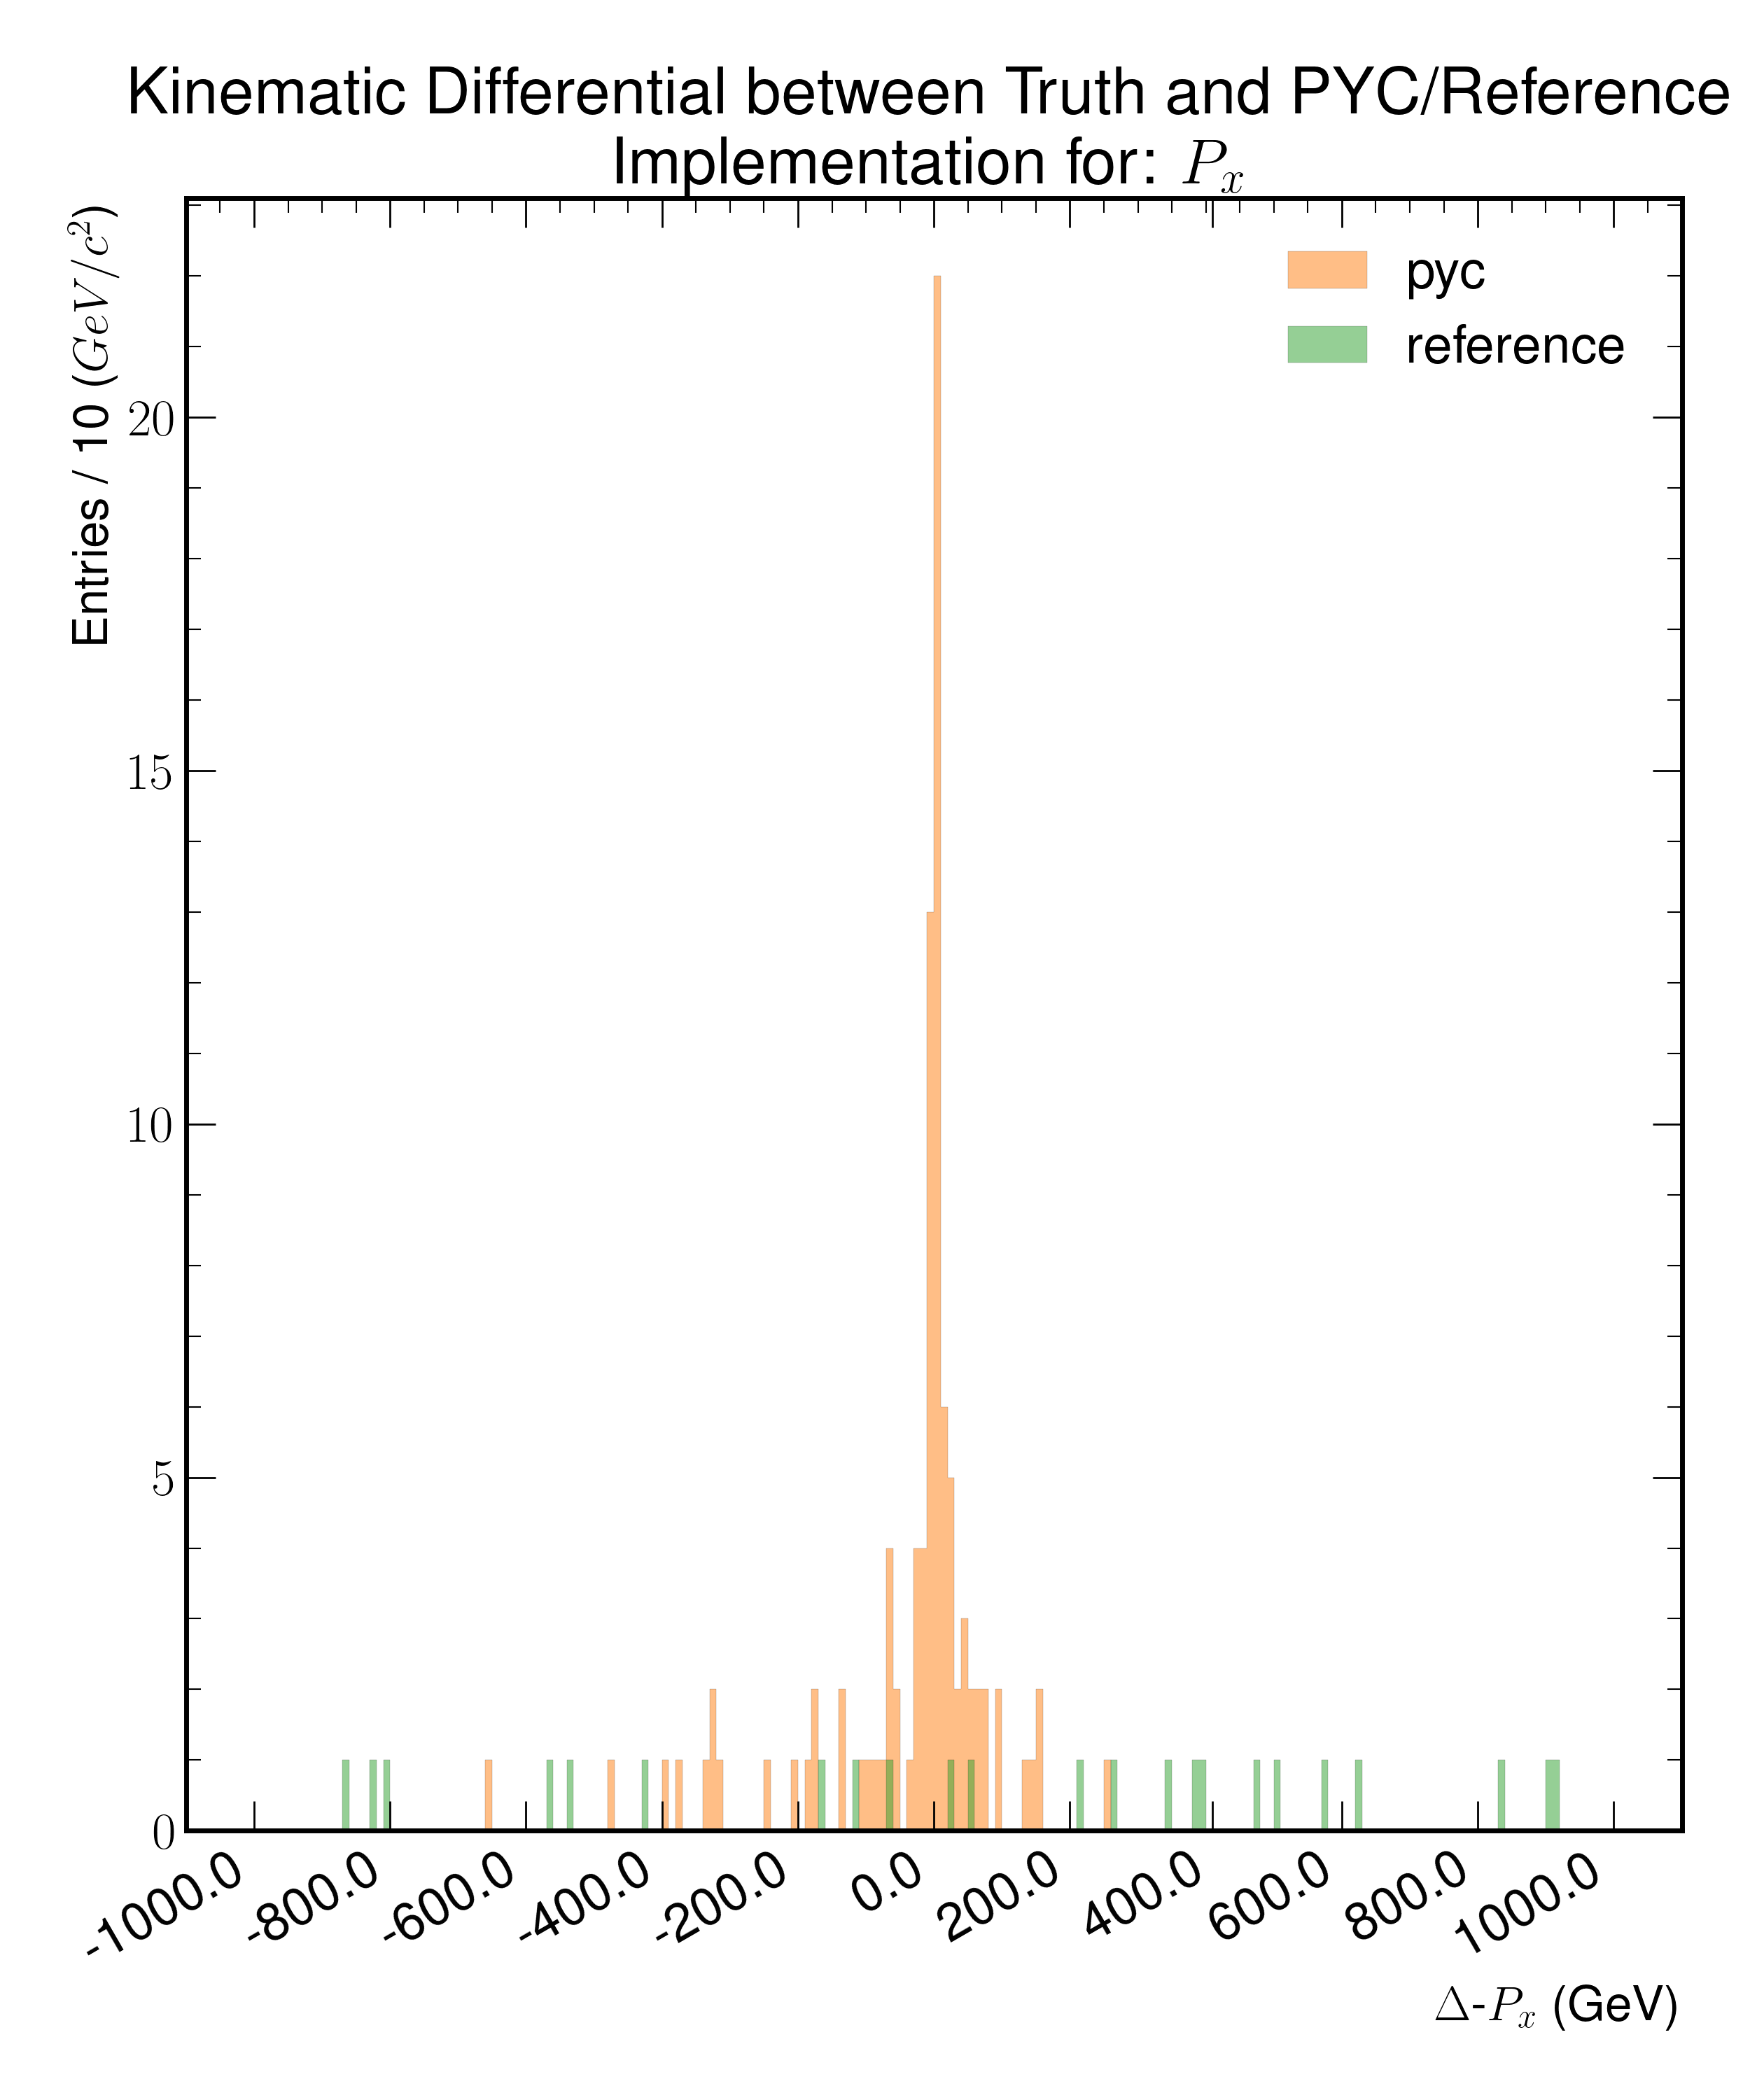 Kinematic Differential between Truth and PYC/Reference
Implementation for: $P_x$
Entries / 10 ($GeV/c^2$)
pyc
reference
20
15
10
5
0
-1000.0
-800.0
-600.0
-400.0
-200.0
0.0
200.0
400.0
600.0
800.0
1000.0
Δ-$P_x$ (GeV)